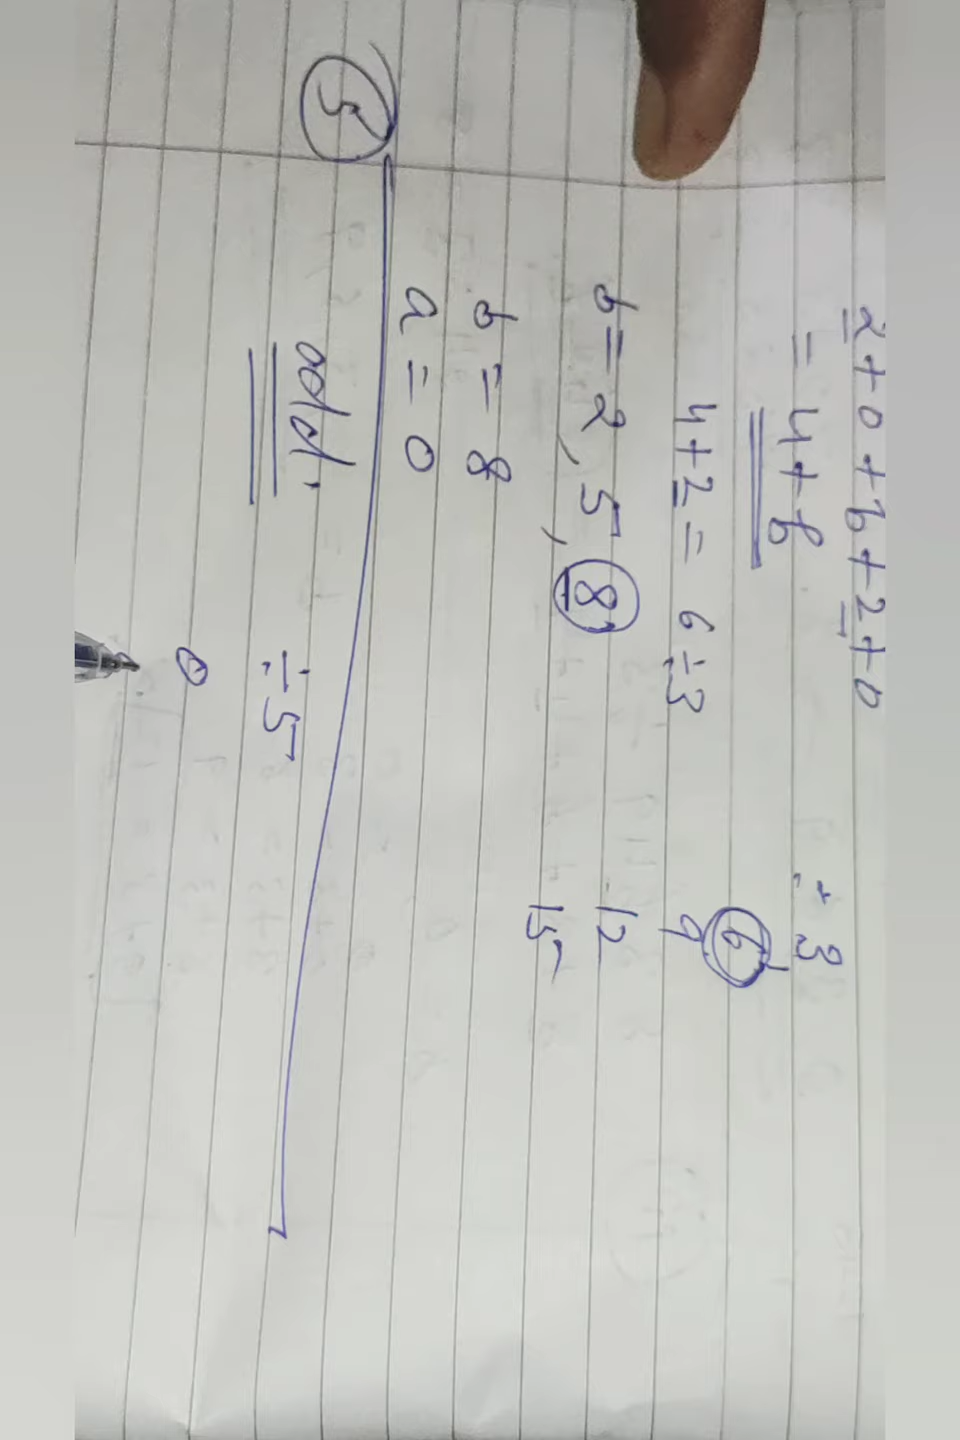 2+0+b+2+0
= 4+b ÷3
6
4+2 = 6÷3 9
b=2,5,8 12
15
b=8
a=0
5
odd. ÷5
0